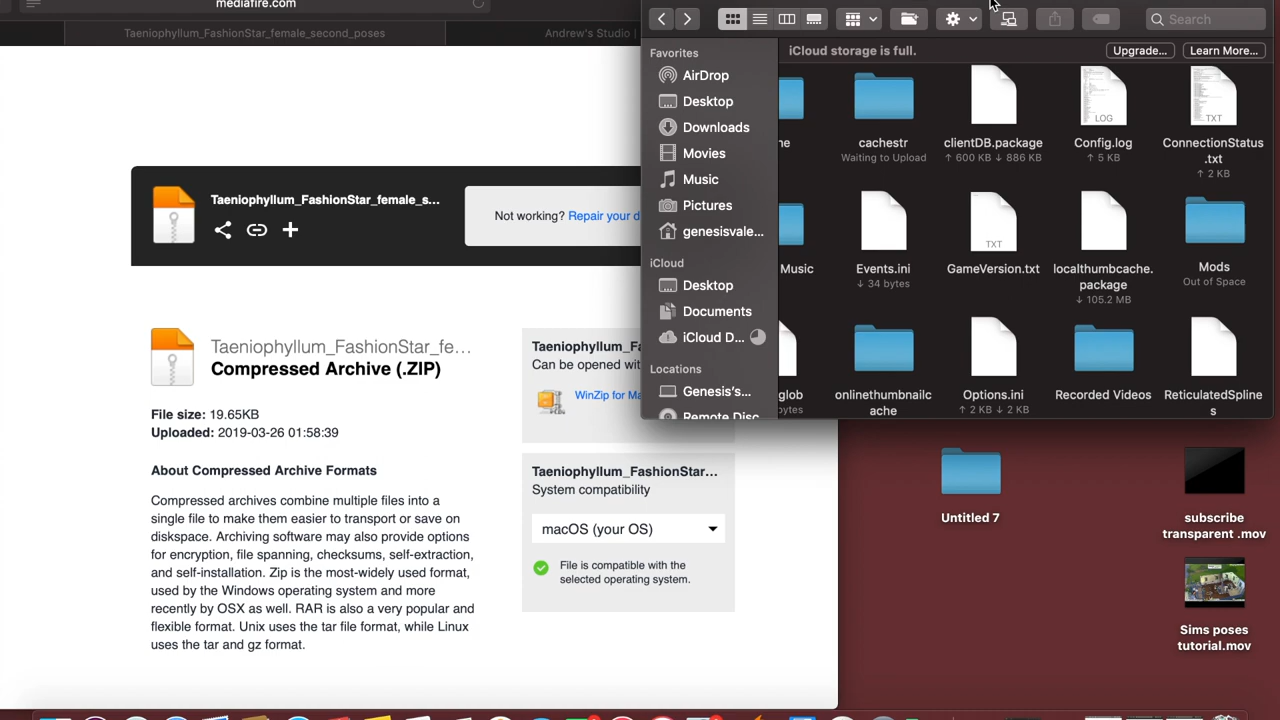 mediafire.com
Taeniophyllum_FashionStar_female_second_poses
Andrew's Studio |
Taeniophyllum_FashionStar_female_s...
Not working? Repair your d
Taeniophyllum_FashionStar_fe...
Compressed Archive (.ZIP)
File size: 19.65KB
Uploaded: 2019-03-26 01:58:39
About Compressed Archive Formats
Compressed archives combine multiple files into a
single file to make them easier to transport or save on
diskspace. Archiving software may also provide options
for encryption, file spanning, checksums, self-extraction,
and self-installation. Zip is the most-widely used format,
used by the Windows operating system and more
recently by OSX as well. RAR is also a very popular and
flexible format. Unix uses the tar file format, while Linux
uses the tar and gz format.
Taeniophyllum_Fa
Can be opened wit
WinZip for Ma
Taeniophyllum_FashionStar...
System compatibility
macOS (your OS)
File is compatible with the
selected operating system.
Search
iCloud storage is full.
Upgrade...
Learn More...
Favorites
AirDrop
Desktop
Downloads
Movies
Music
Pictures
genesisvale...
iCloud
Desktop
Documents
iCloud D...
Locations
Genesis's...
Remote Disc
ne
cachestr
Waiting to Upload
clientDB.package
↑ 600 KB ↓ 886 KB
LOG
Config.log
↑ 5 KB
TXT
ConnectionStatus
.txt
↑ 2 KB
Music
Events.ini
↓ 34 bytes
TXT
GameVersion.txt
localthumbcache.
package
↑ 105.2 MB
Mods
Out of Space
glob
bytes
onlinethumbnailc
ache
Options.ini
↑ 2 KB ↓ 2 KB
Recorded Videos
ReticulatedSpline
s
Untitled 7
subscribe
transparent .mov
Sims poses
tutorial.mov